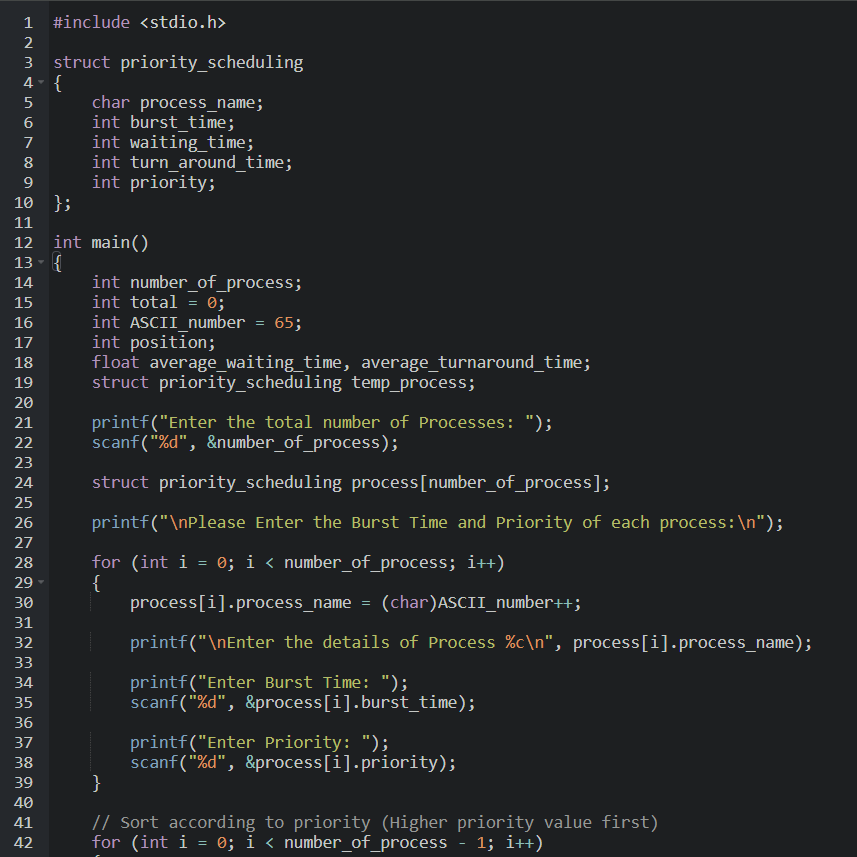 1 #include <stdio.h>
2
3 struct priority_scheduling
4 {
5     char process_name;
6     int burst_time;
7     int waiting_time;
8     int turn_around_time;
9     int priority;
10 };
11
12 int main()
13 {
14     int number_of_process;
15     int total = 0;
16     int ASCII_number = 65;
17     int position;
18     float average_waiting_time, average_turnaround_time;
19     struct priority_scheduling temp_process;
20
21     printf("Enter the total number of Processes: ");
22     scanf("%d", &number_of_process);
23
24     struct priority_scheduling process[number_of_process];
25
26     printf("\nPlease Enter the Burst Time and Priority of each process:\n");
27
28     for (int i = 0; i < number_of_process; i++)
29     {
30         process[i].process_name = (char)ASCII_number++;
31
32         printf("\nEnter the details of Process %c\n", process[i].process_name);
33
34         printf("Enter Burst Time: ");
35         scanf("%d", &process[i].burst_time);
36
37         printf("Enter Priority: ");
38         scanf("%d", &process[i].priority);
39     }
40
41     // Sort according to priority (Higher priority value first)
42     for (int i = 0; i < number_of_process - 1; i++)